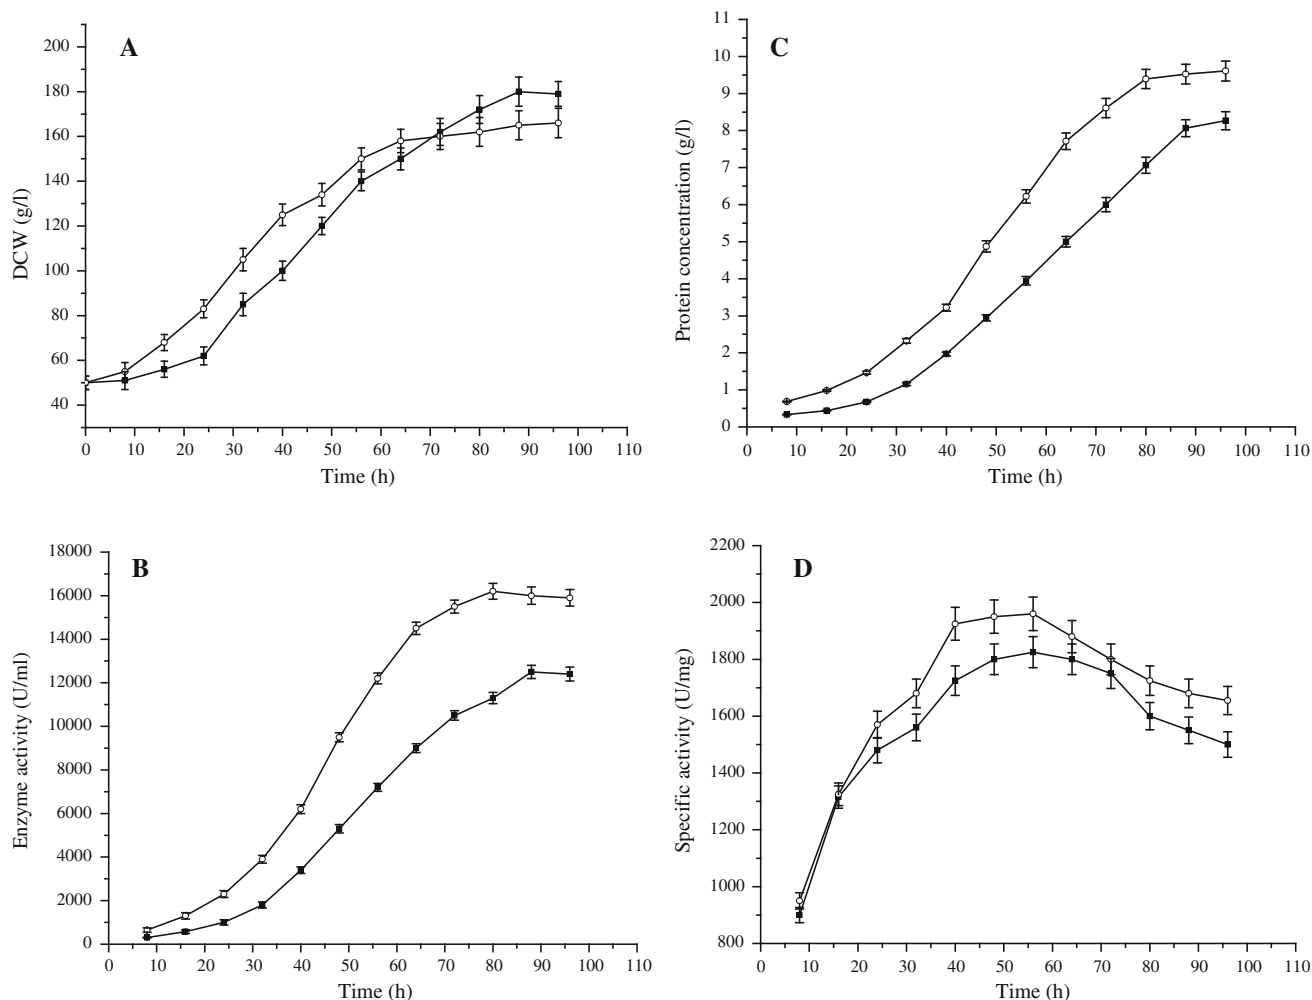 A
200
180
160
140
120
100
80
60
40
DCW (g/l)
0 10 20 30 40 50 60 70 80 90 100 110
Time (h)
C
11
10
9
8
7
6
5
4
3
2
1
0
Protein concentration (g/l)
0 10 20 30 40 50 60 70 80 90 100 110
Time (h)
B
18000
16000
14000
12000
10000
8000
6000
4000
2000
0
Enzyme activity (U/ml)
0 10 20 30 40 50 60 70 80 90 100 110
Time (h)
D
2200
2000
1800
1600
1400
1200
1000
800
Specific activity (U/mg)
0 10 20 30 40 50 60 70 80 90 100 110
Time (h)